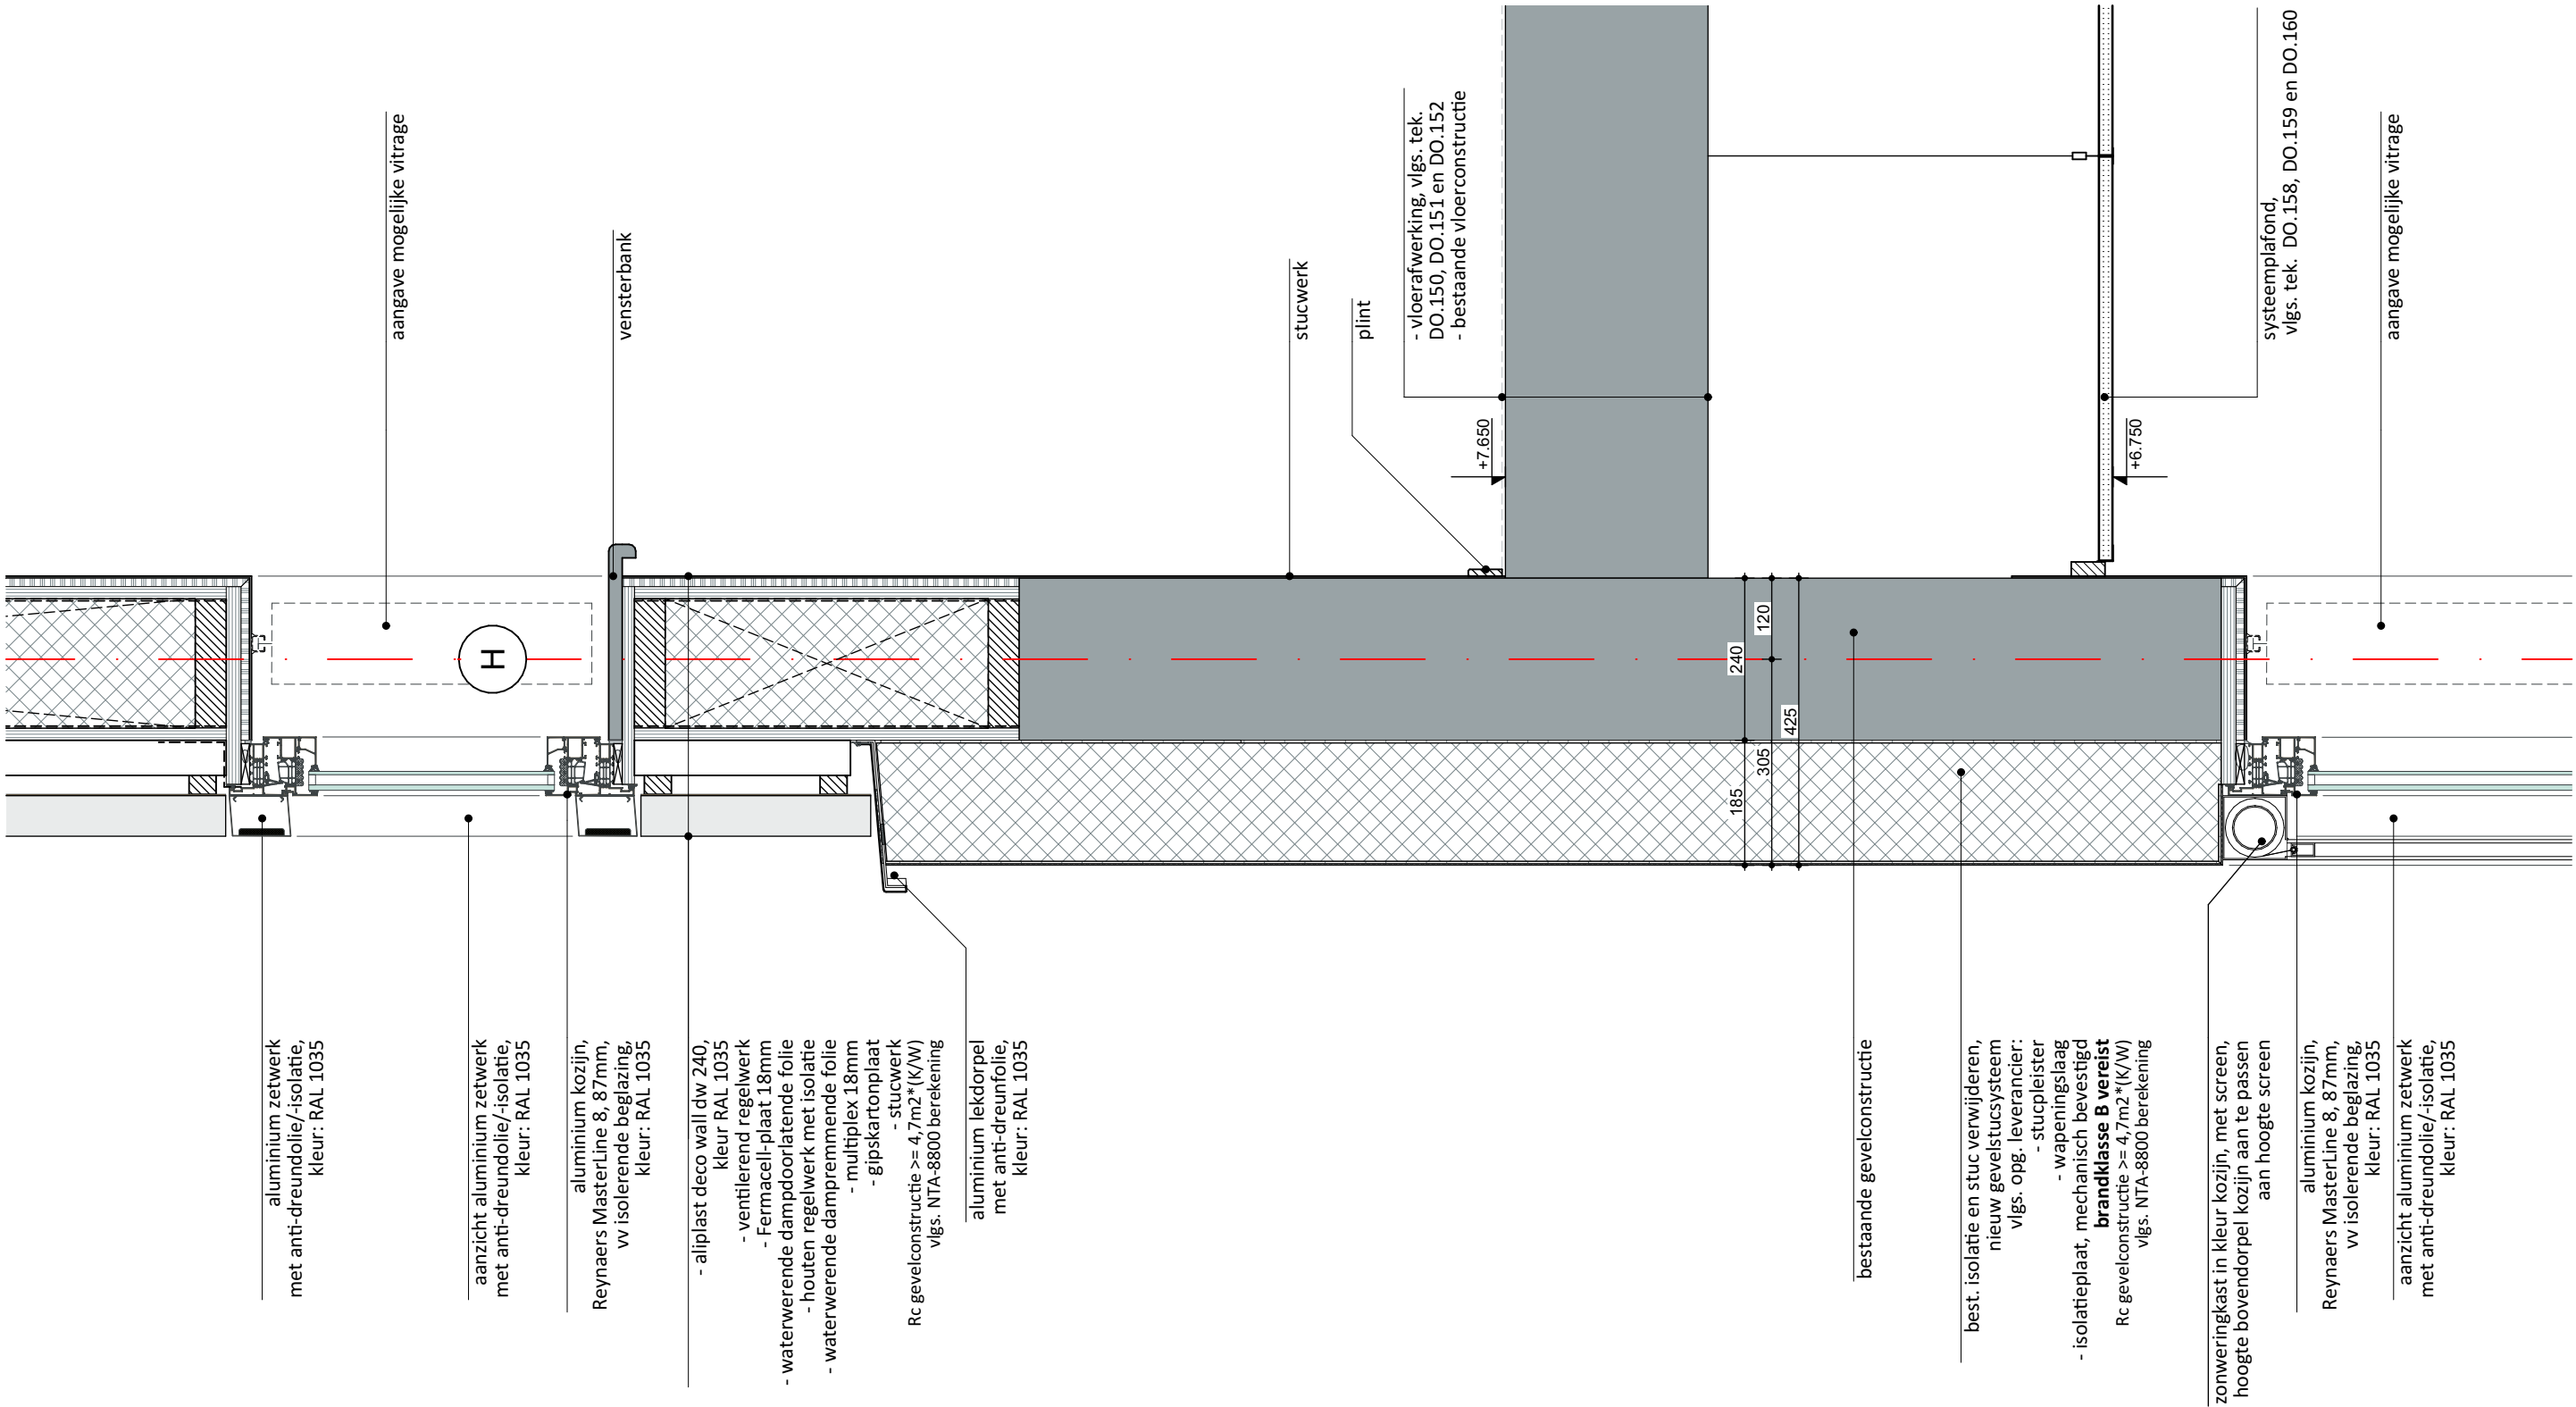 aangave mogelijke vitrage
vensterbank
stucwerk
plint
- vloerafwerking, vlgs. tek.
DO.150, DO.151 en DO.152
- bestaande vloerconstructie
+7.650
+6.750
systeemplafond,
vlgs. tek.  DO.158, DO.159 en DO.160
aangave mogelijke vitrage
H
120
240
425
305
185
aluminium zetwerk
met anti-dreundolie/-isolatie,
kleur: RAL 1035
aanzicht aluminium zetwerk
met anti-dreundolie/-isolatie,
kleur: RAL 1035
aluminium kozijn,
Reynaers MasterLine 8, 87mm,
vv isolerende beglazing,
kleur: RAL 1035
- aliplast deco wall dw 240,
kleur RAL 1035
- ventilerend regelwerk
- Fermacell-plaat 18mm
- waterwerende dampdoorlatende folie
- houten regelwerk met isolatie
- waterwerende dampremmende folie
- multiplex 18mm
- gipskartonplaat
- stucwerk
Rc gevelconstructie >= 4,7m2*(K/W)
vlgs. NTA-8800 berekening
aluminium lekdorpel
met anti-dreunfolie,
kleur: RAL 1035
bestaande gevelconstructie
best. isolatie en stuc verwijderen,
nieuw gevelstucsysteem
vlgs. opg. leverancier:
- stucpleister
- wapeningslaag
- isolatieplaat, mechanisch bevestigd
brandklasse B vereist
Rc gevelconstructie >= 4,7m2*(K/W)
vlgs. NTA-8800 berekening
zonweringkast in kleur kozijn, met screen,
hoogte bovendorpel kozijn aan te passen
aan hoogte screen
aluminium kozijn,
Reynaers MasterLine 8, 87mm,
vv isolerende beglazing,
kleur: RAL 1035
aanzicht aluminium zetwerk
met anti-dreundolie/-isolatie,
kleur: RAL 1035